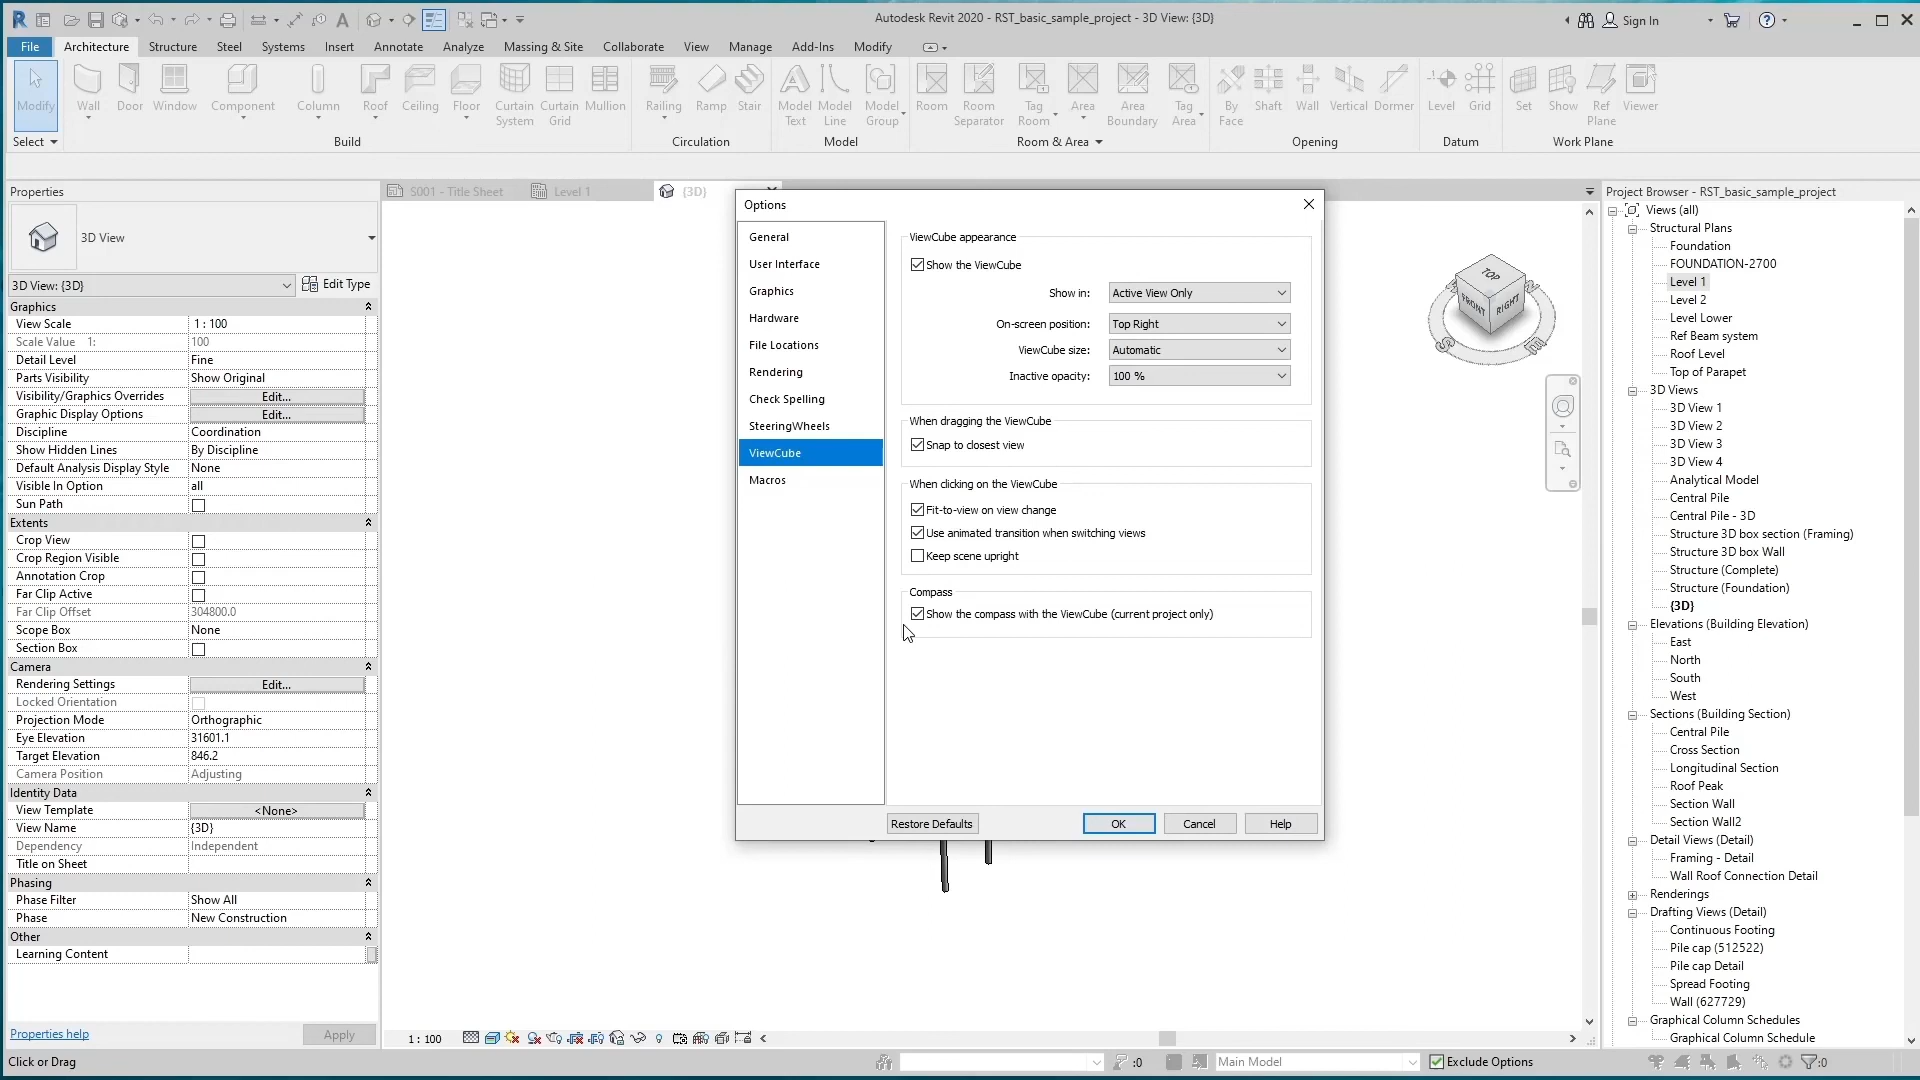 Autodesk Revit 2020 - RST_basic_sample_project - 3D View: {3D}
Sign In
File Architecture Structure Steel Systems Insert Annotate Analyze Massing & Site Collaborate View Manage Add-Ins Modify
Modify Wall Door Window Component Column Roof Ceiling Floor Curtain System Curtain Grid Mullion Railing Ramp Stair Model Text Model Line Model Group Room Room Separator Tag Room Area Area Boundary Tag Area By Face Shaft Wall Vertical Dormer Level Grid Set Show Ref Plane Viewer
Select Build Circulation Model Room & Area Opening Datum Work Plane
Properties
3D View
3D View: {3D} Edit Type
Graphics
View Scale 1 : 100
Scale Value 1: 100
Detail Level Fine
Parts Visibility Show Original
Visibility/Graphics Overrides Edit...
Graphic Display Options Edit...
Discipline Coordination
Show Hidden Lines By Discipline
Default Analysis Display Style None
Visible In Option all
Sun Path
Extents
Crop View
Crop Region Visible
Annotation Crop
Far Clip Active
Far Clip Offset 304800.0
Scope Box None
Section Box
Camera
Rendering Settings Edit...
Locked Orientation
Projection Mode Orthographic
Eye Elevation 31601.1
Target Elevation 846.2
Camera Position Adjusting
Identity Data
View Template <None>
View Name {3D}
Dependency Independent
Title on Sheet
Phasing
Phase Filter Show All
Phase New Construction
Other
Learning Content
Properties help Apply
Click or Drag
S001 - Title Sheet Level 1 {3D}
Options
General
User Interface
Graphics
Hardware
File Locations
Rendering
Check Spelling
SteeringWheels
ViewCube
Macros
ViewCube appearance
Show the ViewCube
Show in: Active View Only
On-screen position: Top Right
ViewCube size: Automatic
Inactive opacity: 100 %
When dragging the ViewCube
Snap to closest view
When clicking on the ViewCube
Fit-to-view on view change
Use animated transition when switching views
Keep scene upright
Compass
Show the compass with the ViewCube (current project only)
Restore Defaults OK Cancel Help
TOP
FRONT RIGHT
N
W
S E
1 : 100
:0 Main Model Exclude Options :0
Project Browser - RST_basic_sample_project
Views (all)
Structural Plans
Foundation
FOUNDATION-2700
Level 1
Level 2
Level Lower
Ref Beam system
Roof Level
Top of Parapet
3D Views
3D View 1
3D View 2
3D View 3
3D View 4
Analytical Model
Central Pile
Central Pile - 3D
Structure 3D box section (Framing)
Structure 3D box Wall
Structure (Complete)
Structure (Foundation)
{3D}
Elevations (Building Elevation)
East
North
South
West
Sections (Building Section)
Central Pile
Cross Section
Longitudinal Section
Roof Peak
Section Wall
Section Wall2
Detail Views (Detail)
Framing - Detail
Wall Roof Connection Detail
Renderings
Drafting Views (Detail)
Continuous Footing
Pile cap (512522)
Pile cap Detail
Spread Footing
Wall (627729)
Graphical Column Schedules
Graphical Column Schedule